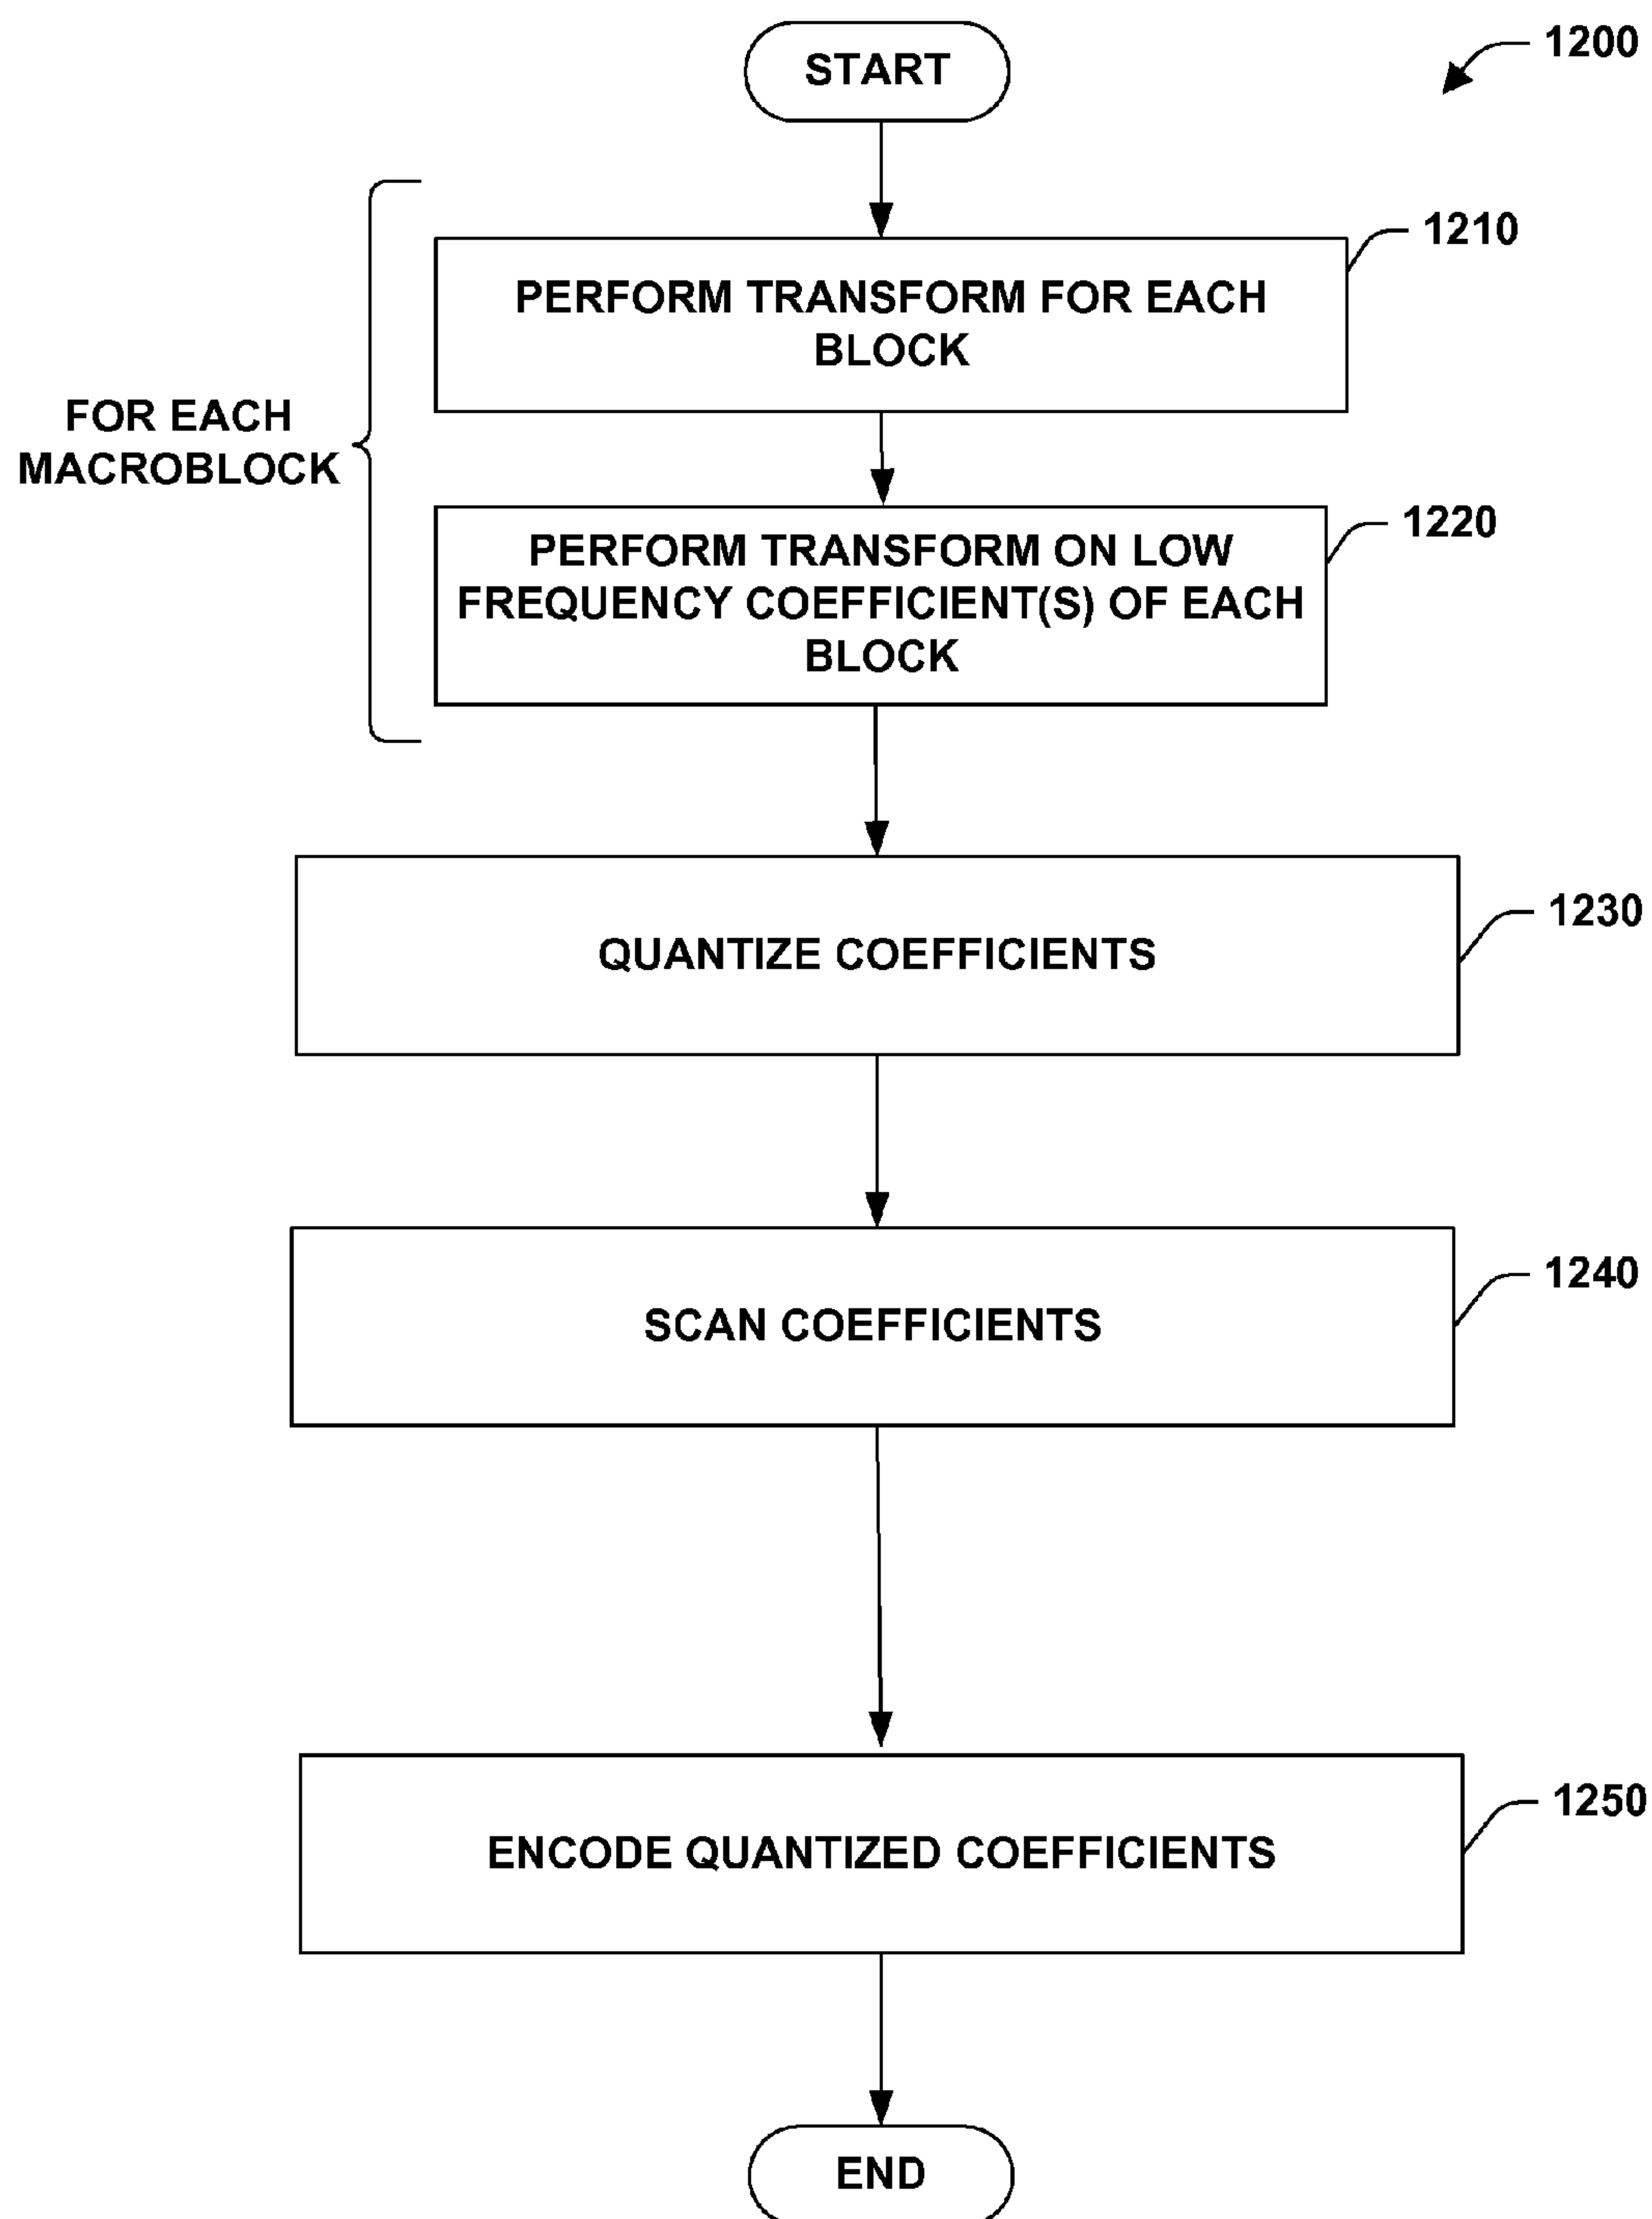 START
1200
1210
PERFORM TRANSFORM FOR EACH
BLOCK
FOR EACH
MACROBLOCK
1220
PERFORM TRANSFORM ON LOW
FREQUENCY COEFFICIENT(S) OF EACH
BLOCK
1230
QUANTIZE COEFFICIENTS
1240
SCAN COEFFICIENTS
1250
ENCODE QUANTIZED COEFFICIENTS
END